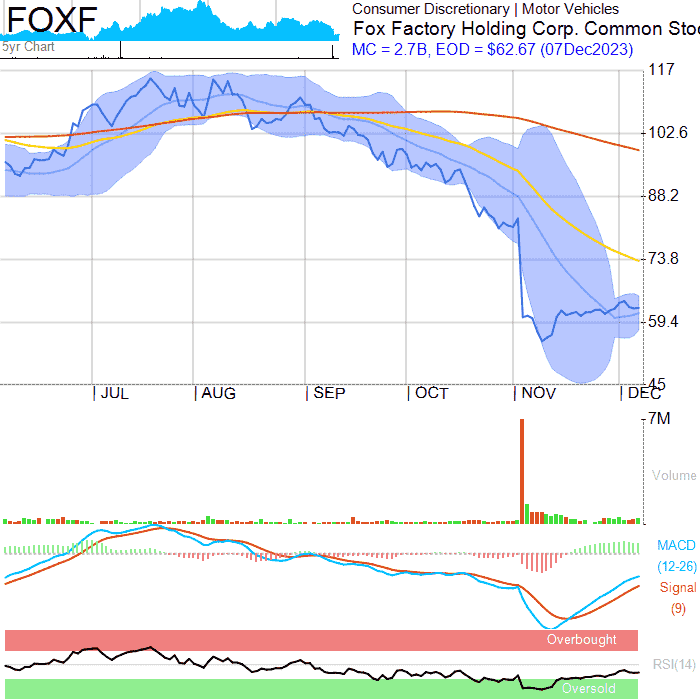 FOXF
5yr Chart
Consumer Discretionary | Motor Vehicles
Fox Factory Holding Corp. Common Stoc
MC = 2.7B, EOD = $62.67 (07Dec2023)
117
102.6
88.2
73.8
59.4
45
JUL AUG SEP OCT NOV DEC
7M
Volume
MACD
(12-26)
Signal
(9)
Overbought
RSI(14)
Oversold